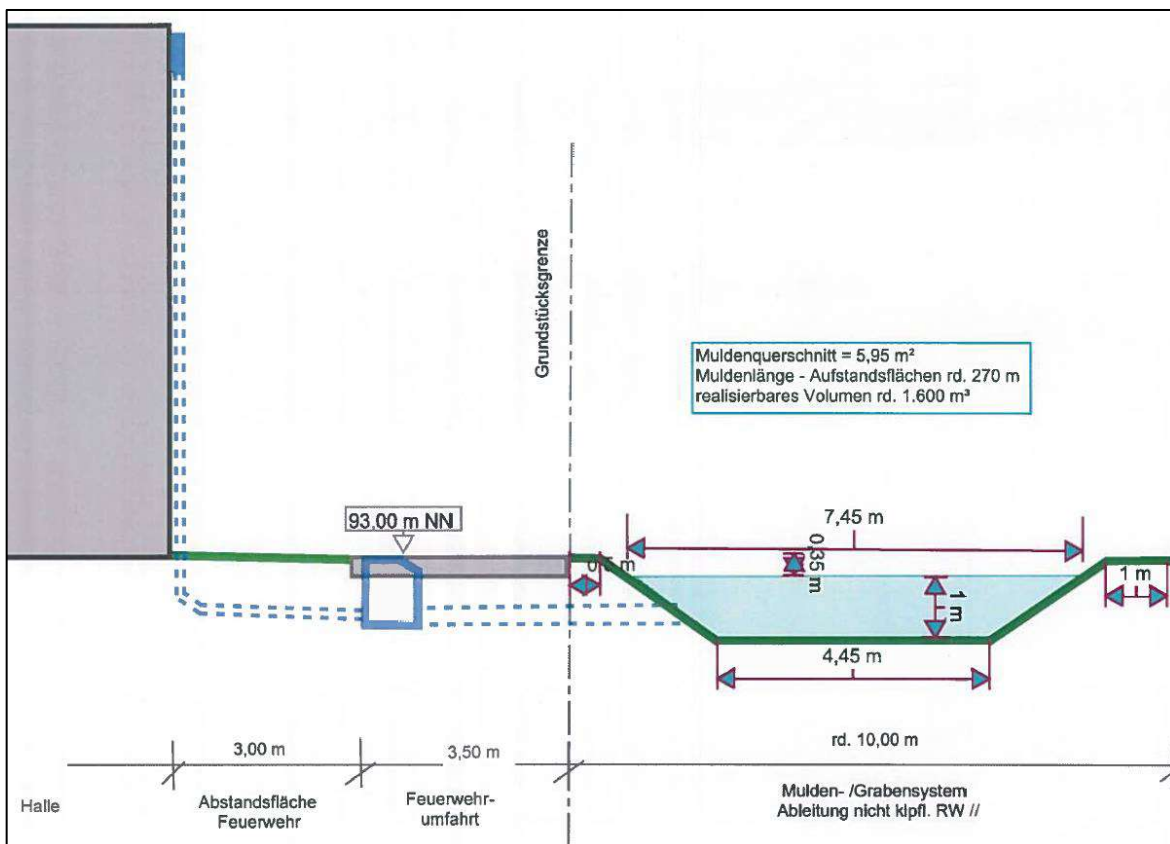 Grundstücksgrenze
Muldenquerschnitt = 5,95 m²
Muldenlänge - Aufstandsflächen rd. 270 m
realisierbares Volumen rd. 1.600 m³
93.00 m NN
7,45 m
0,35 m
1 m
1 m
4,45 m
3,00 m
3,50 m
rd. 10,00 m
Halle
Abstandsfläche
Feuerwehr
Feuerwehr-
umfahrt
Mulden- /Grabensystem
Ableitung nicht klpfl. RW //